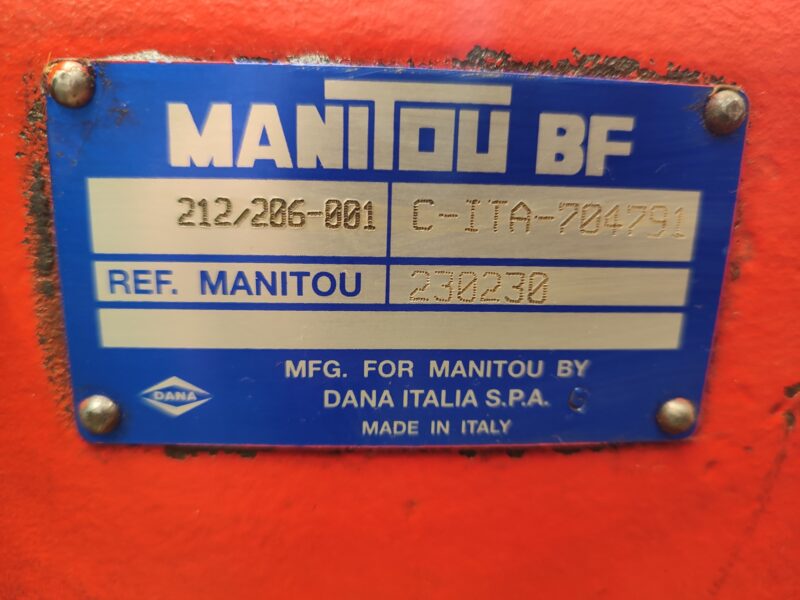 MANITOU BF
212/206-001 C-ITA-704791
REF. MANITOU 230230
MFG. FOR MANITOU BY
DANA
DANA ITALIA S.P.A. G
MADE IN ITALY